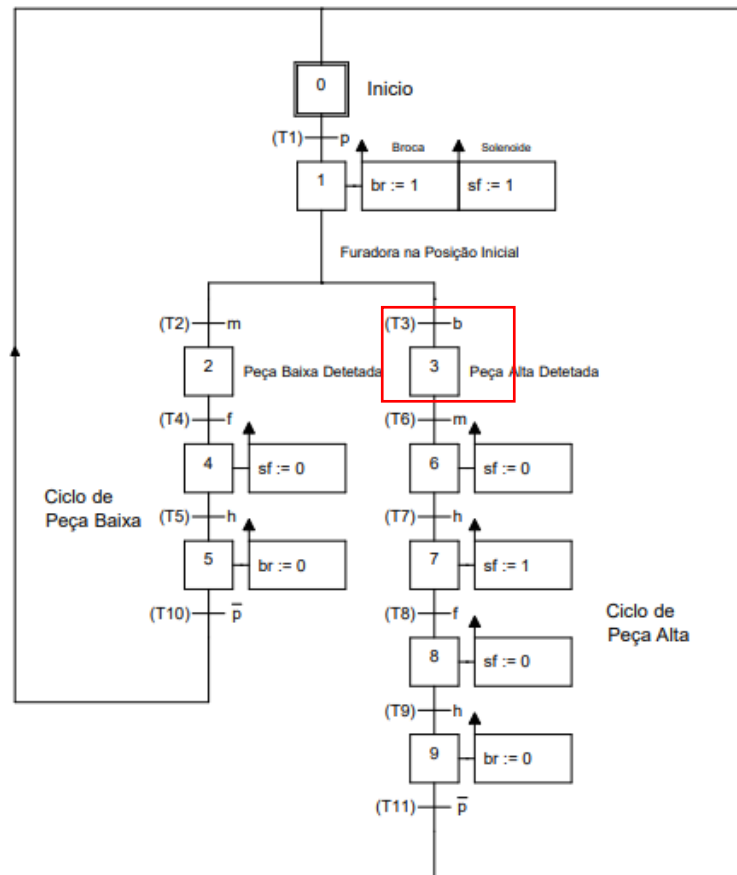 0
Inicio
(T1) p
Broca
Solenoide
1
br := 1
sf := 1
Furadora na Posição Inicial
(T2) m
(T3) b
2
Peça Baixa Detetada
3
Peça Alta Detetada
(T4) f
(T6) m
4
sf := 0
6
sf := 0
Ciclo de
Peça Baixa
(T5) h
(T7) h
5
br := 0
7
sf := 1
(T10) p̅
(T8) f
Ciclo de
Peça Alta
8
sf := 0
(T9) h
9
br := 0
(T11) p̅